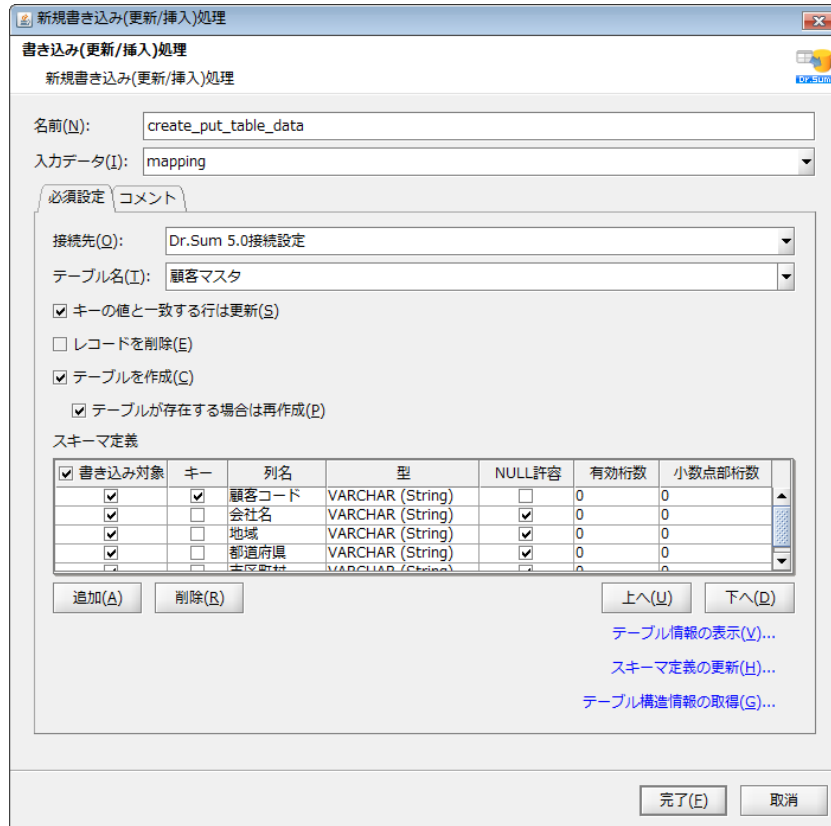 新規書き込み(更新/挿入)処理
書き込み(更新/挿入)処理
新規書き込み(更新/挿入)処理
Dr.Sum
名前(N): create_put_table_data
入力データ(I): mapping
必須設定 コメント
接続先(O): Dr.Sum 5.0接続設定
テーブル名(T): 顧客マスタ
キーの値と一致する行は更新(S)
レコードを削除(E)
テーブルを作成(C)
テーブルが存在する場合は再作成(P)
スキーマ定義
書き込み対象 キー 列名 型 NULL許容 有効桁数 小数点部桁数
顧客コード VARCHAR (String) 0 0
会社名 VARCHAR (String) 0 0
地域 VARCHAR (String) 0 0
都道府県 VARCHAR (String) 0 0
市区町村 VARCHAR (String) 0 0
追加(A) 削除(R) 上へ(U) 下へ(D)
テーブル情報の表示(V)...
スキーマ定義の更新(H)...
テーブル構造情報の取得(G)...
完了(F) 取消